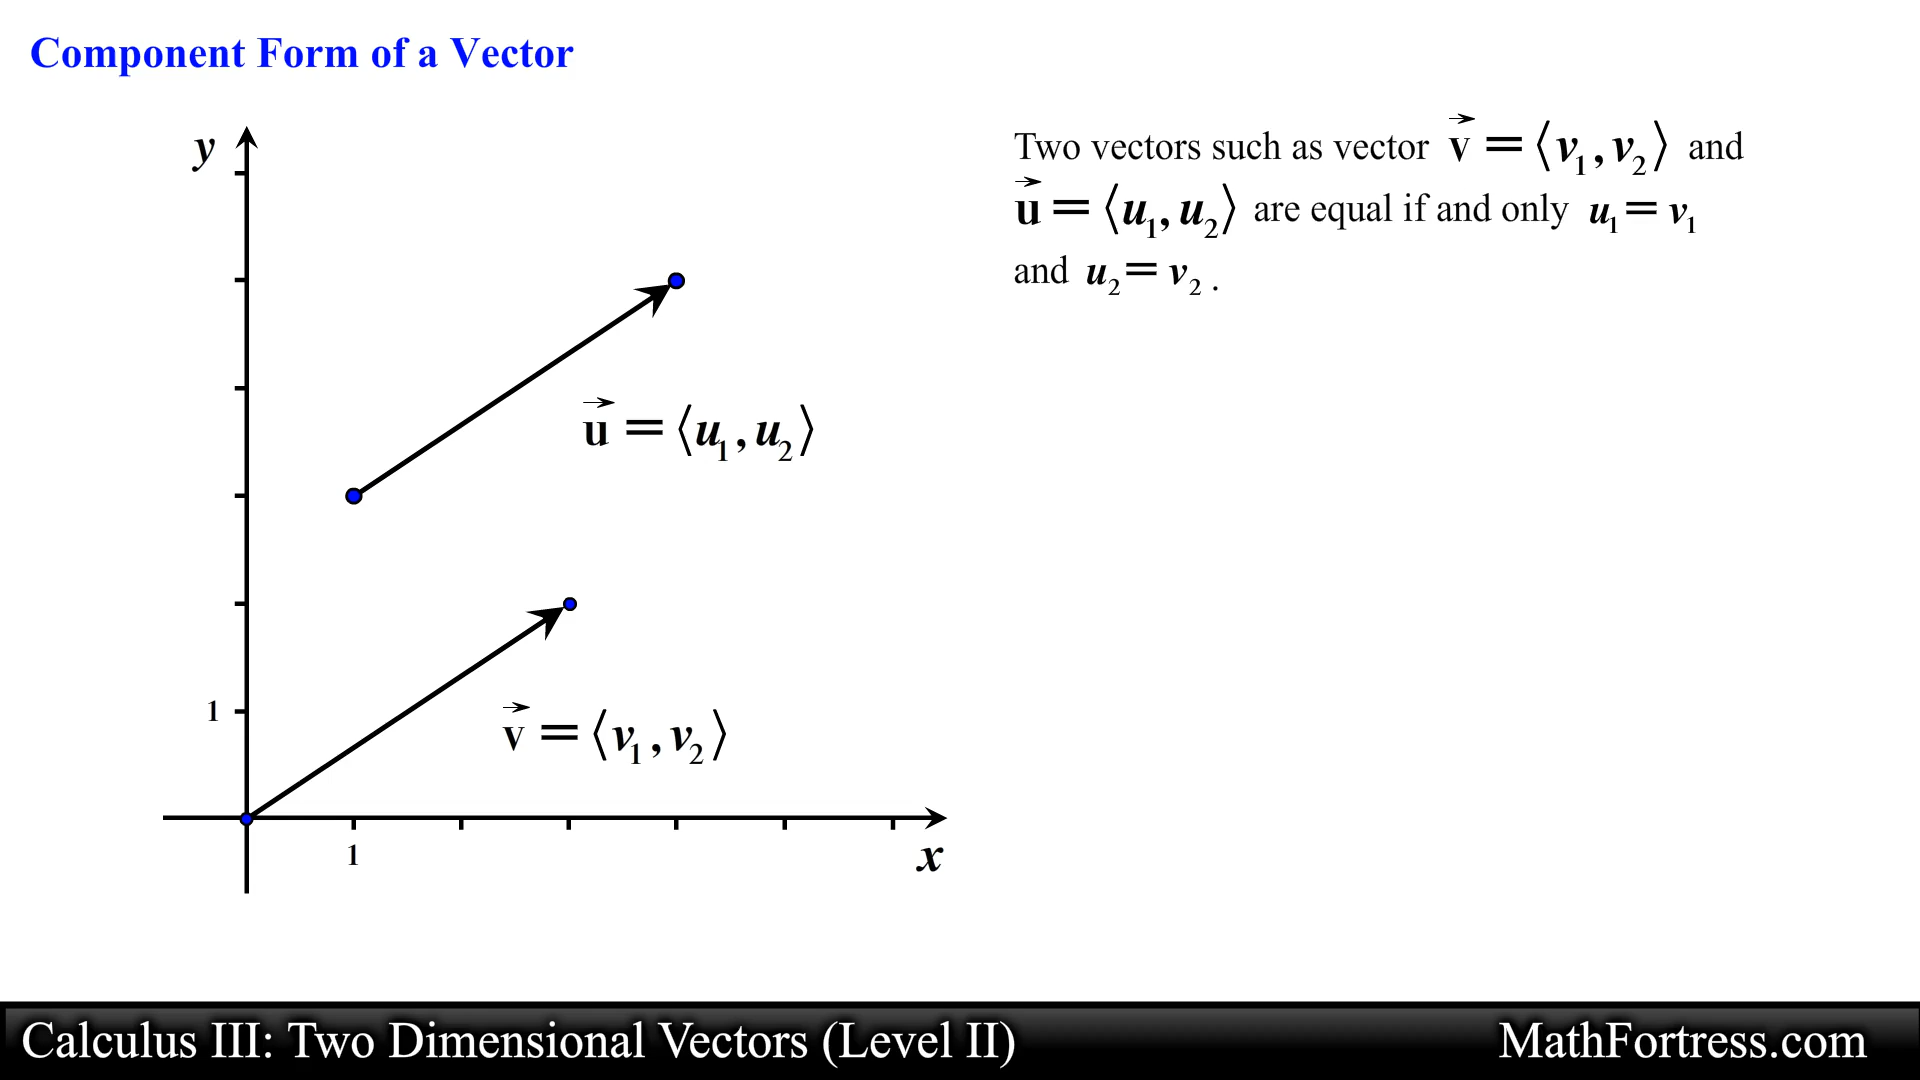 Component Form of a Vector
y
Two vectors such as vector v⃗ = ⟨v₁, v₂⟩ and
u⃗ = ⟨u₁, u₂⟩ are equal if and only u₁ = v₁
and u₂ = v₂ .
u⃗ = ⟨u₁, u₂⟩
v⃗ = ⟨v₁, v₂⟩
1
1
x
Calculus III: Two Dimensional Vectors (Level II)
MathFortress.com